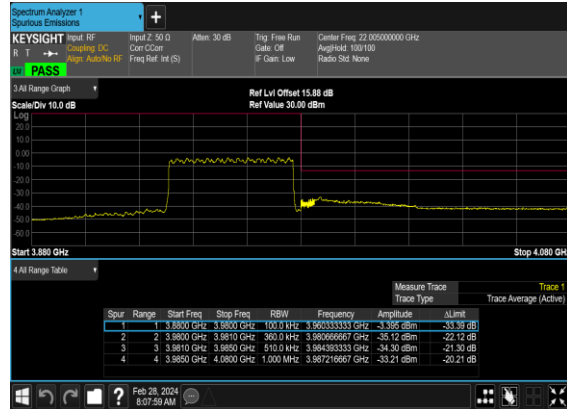 Spectrum Analyzer 1
Spurious Emissions
KEYSIGHT Input: RF Input Z: 50 Ω Atten: 30 dB Trig: Free Run Center Freq: 22.005000000 GHz
R T Coupling: DC Corr CCorr Gate: Off Avg|Hold: 100/100
Align: Auto/No RF Freq Ref: Int (S) IF Gain: Low Radio Std: None
PASS
3 All Range Graph Ref Lvl Offset 15.88 dB
Scale/Div 10.0 dB Ref Value 30.00 dBm
Log
20.0
10.0
0.00
-10.0
-20.0
-30.0
-40.0
-50.0
-60.0
Start 3.880 GHz Stop 4.080 GH
4 All Range Table
Measure Trace Trace 1
Trace Type Trace Average (Active)
Spur Range Start Freq Stop Freq RBW Frequency Amplitude ΔLimit
1 1 3.8800 GHz 3.9800 GHz 100.0 kHz 3.960333333 GHz -3.395 dBm -33.39 dB
2 2 3.9800 GHz 3.9810 GHz 360.0 kHz 3.980666667 GHz -35.12 dBm -22.12 dB
3 3 3.9810 GHz 3.9850 GHz 510.0 kHz 3.984393333 GHz -34.30 dBm -21.30 dB
4 4 3.9850 GHz 4.0800 GHz 1.000 MHz 3.987216667 GHz -33.21 dBm -20.21 dB
Feb 28, 2024
8:07:59 AM